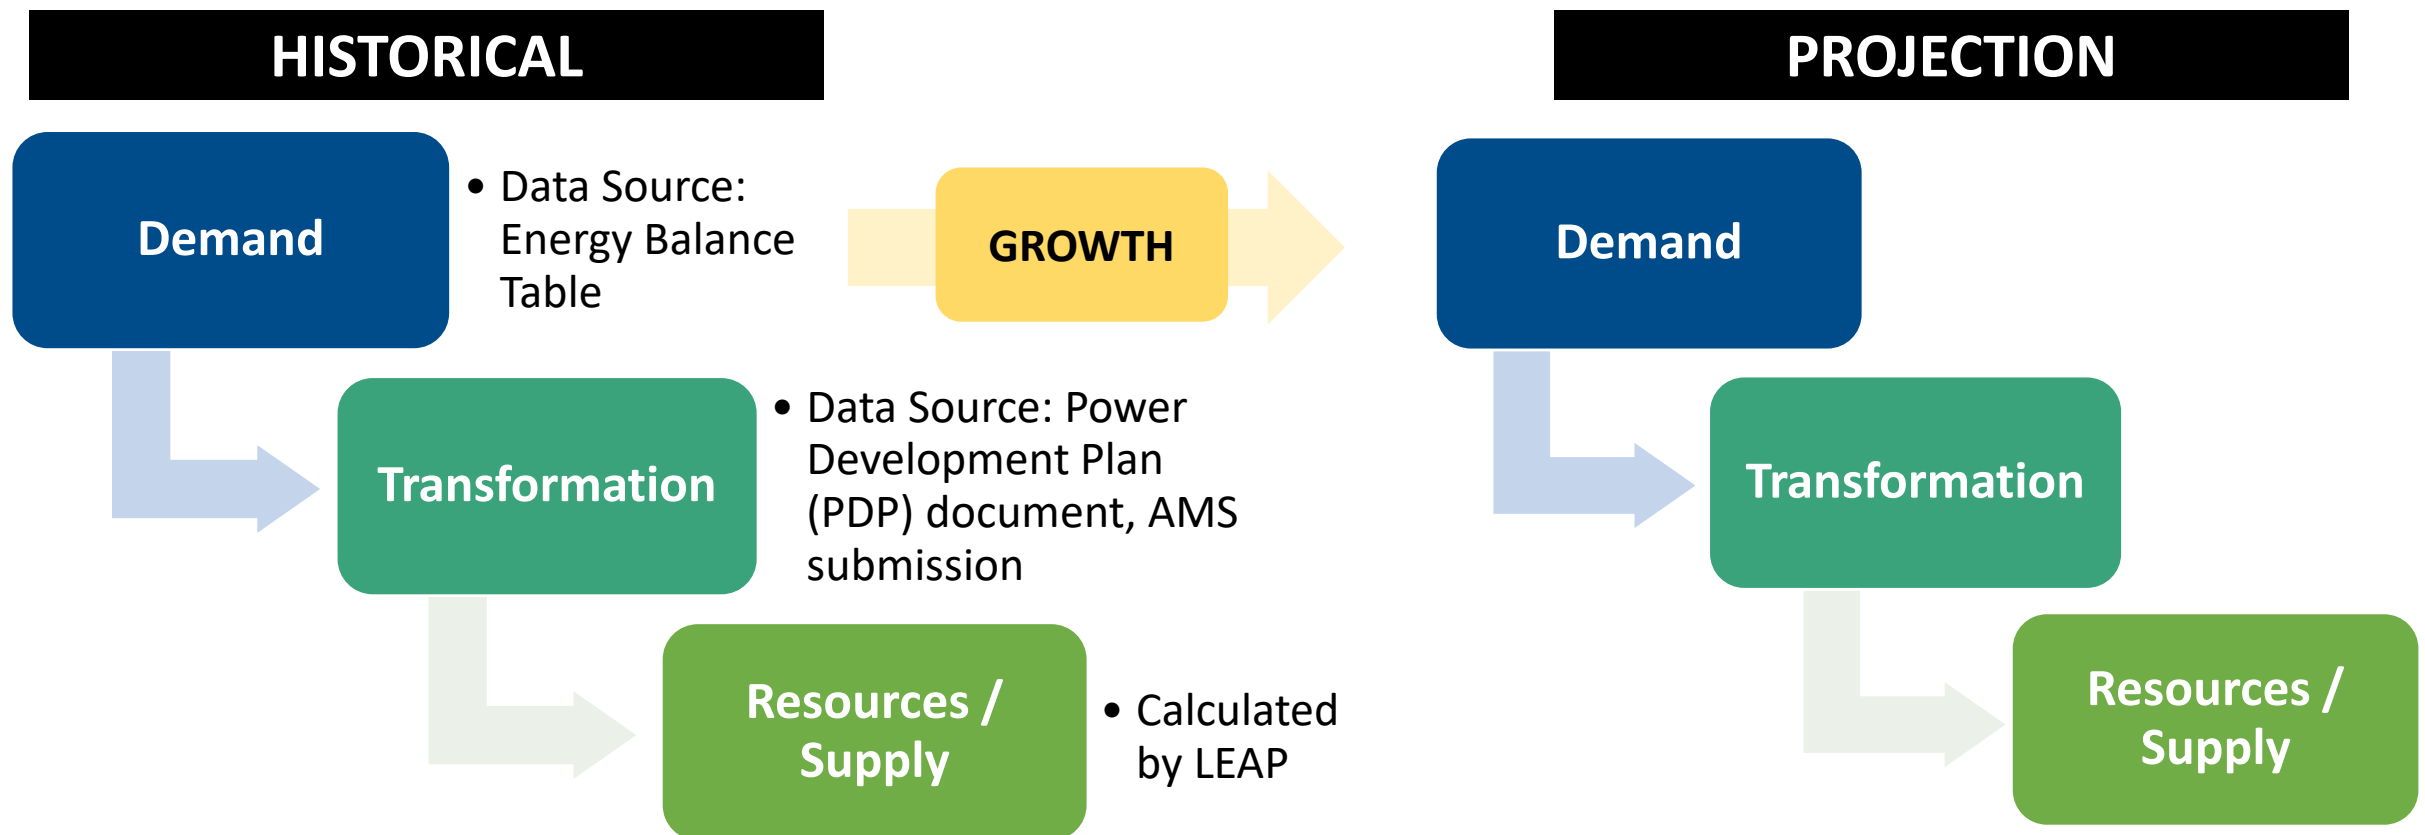 HISTORICAL
PROJECTION
Demand
• Data Source:
Energy Balance
Table
GROWTH
Demand
Transformation
• Data Source: Power
Development Plan
(PDP) document, AMS
submission
Transformation
Resources /
Supply
• Calculated
by LEAP
Resources /
Supply